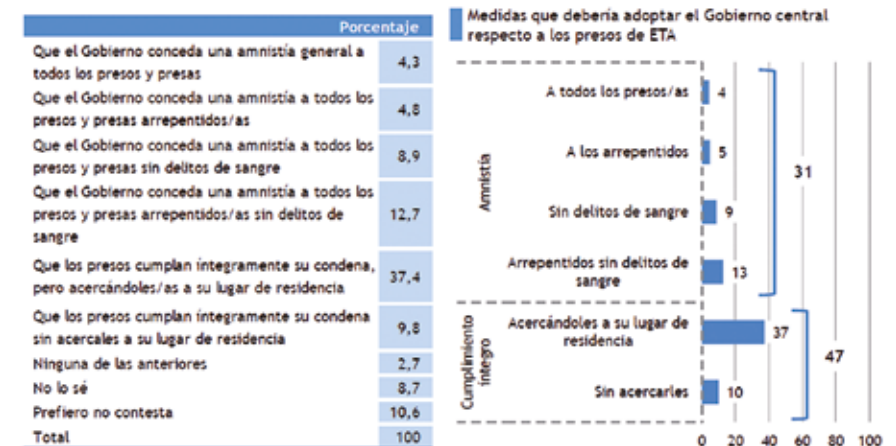 Porcentaje
Que el Gobierno conceda una amnistía general a
todos los presos y presas
4,3
Que el Gobierno conceda una amnistía a todos los
presos y presas arrepentidos/as
4,8
Que el Gobierno conceda una amnistía a todos los
presos y presas sin delitos de sangre
8,9
Que el Gobierno conceda una amnistía a todos los
presos y presas arrepentidos/as sin delitos de
sangre
12,7
Que los presos cumplan íntegramente su condena,
pero acercándoles/as a su lugar de residencia
37,4
Que los presos cumplan íntegramente su condena
sin acercales a su lugar de residencia
9,8
Ninguna de las anteriores
2,7
No lo sé
8,7
Prefiero no contesta
10,6
Total
100
Medidas que debería adoptar el Gobierno central
respecto a los presos de ETA
Amnistía
A todos los presos/as
4
A los arrepentidos
5
Sin delitos de sangre
9
Arrepentidos sin delitos de
sangre
13
31
Cumplimiento
íntegro
Acercándoles a su lugar de
residencia
37
Sin acercarles
10
47
0 20 40 60 80 100